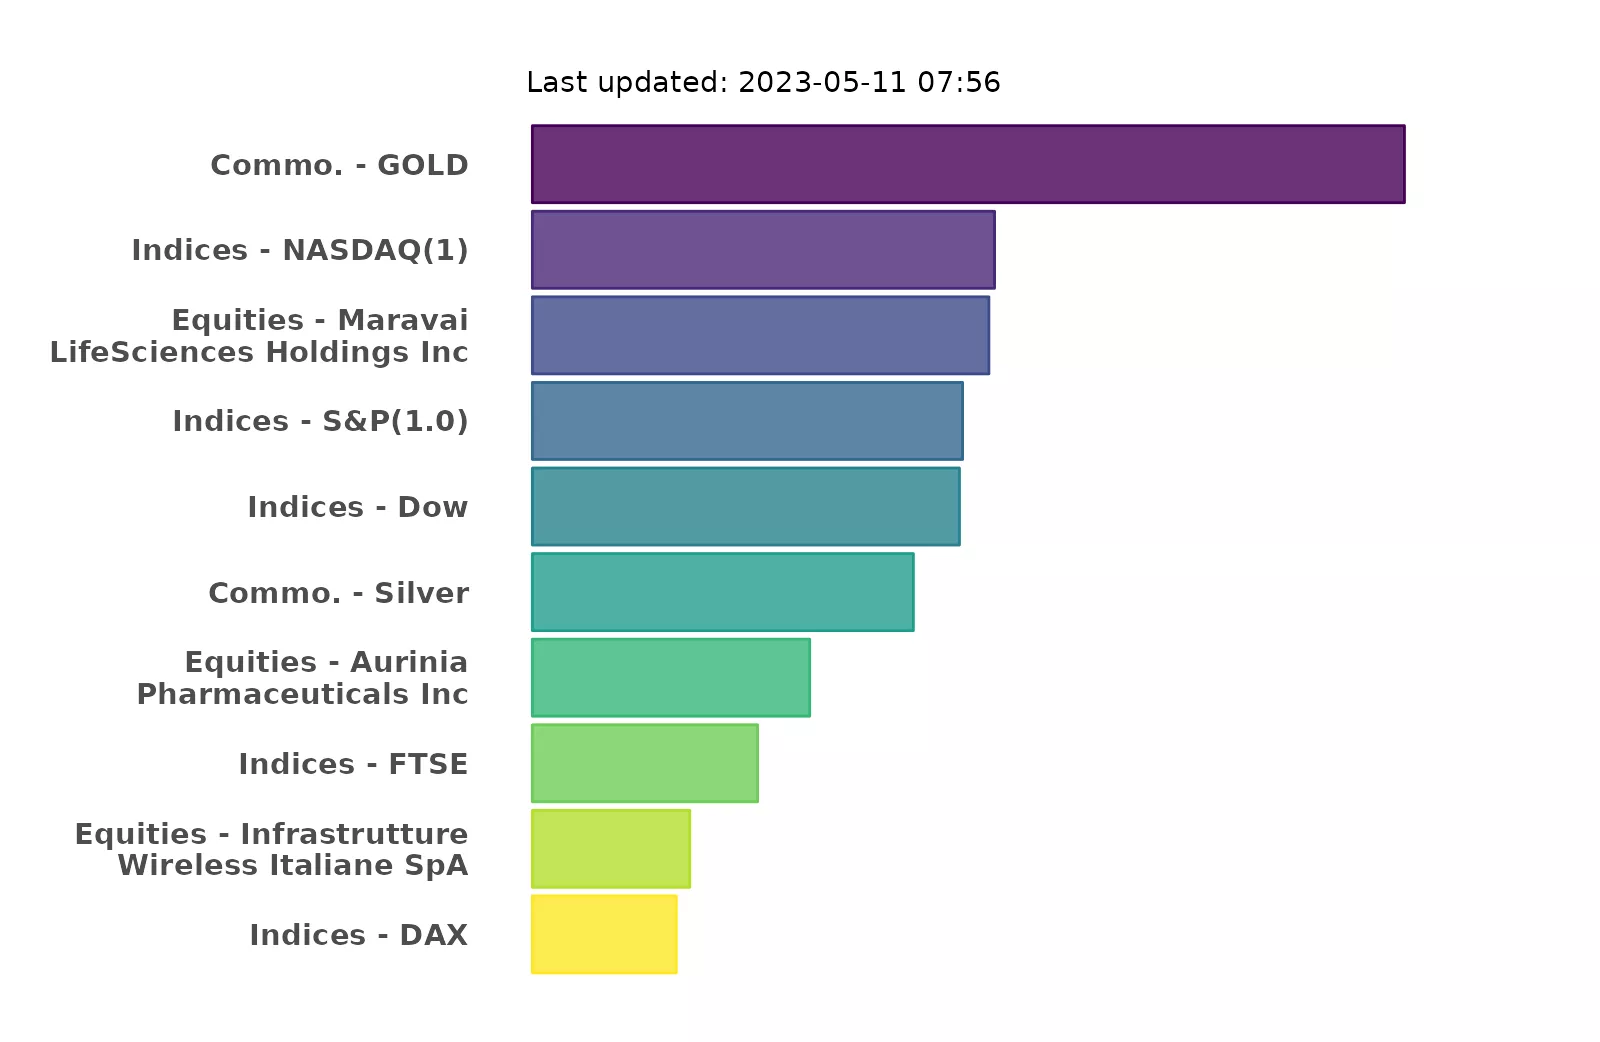 Last updated: 2023-05-11 07:56
Commo. - GOLD
Indices - NASDAQ(1)
Equities - Maravai
LifeSciences Holdings Inc
Indices - S&P(1.0)
Indices - Dow
Commo. - Silver
Equities - Aurinia
Pharmaceuticals Inc
Indices - FTSE
Equities - Infrastrutture
Wireless Italiane SpA
Indices - DAX